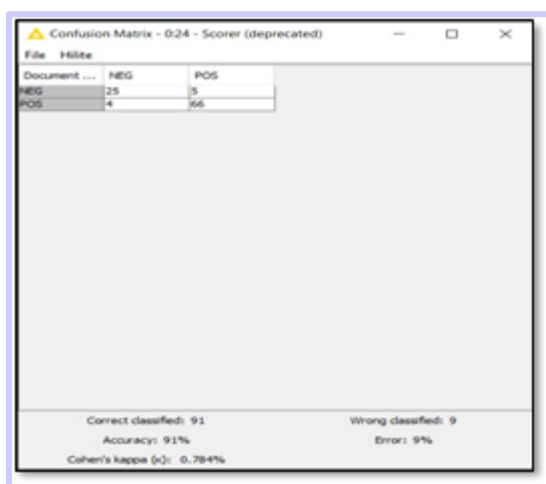 Confusion Matrix - 0:24 - Scorer (deprecated)
File Hilite
Document ... NEG POS
NEG 25 5
POS 4 66
Correct classified: 91 Wrong classified: 9
Accuracy: 91% Error: 9%
Cohen's kappa (κ): 0.784%